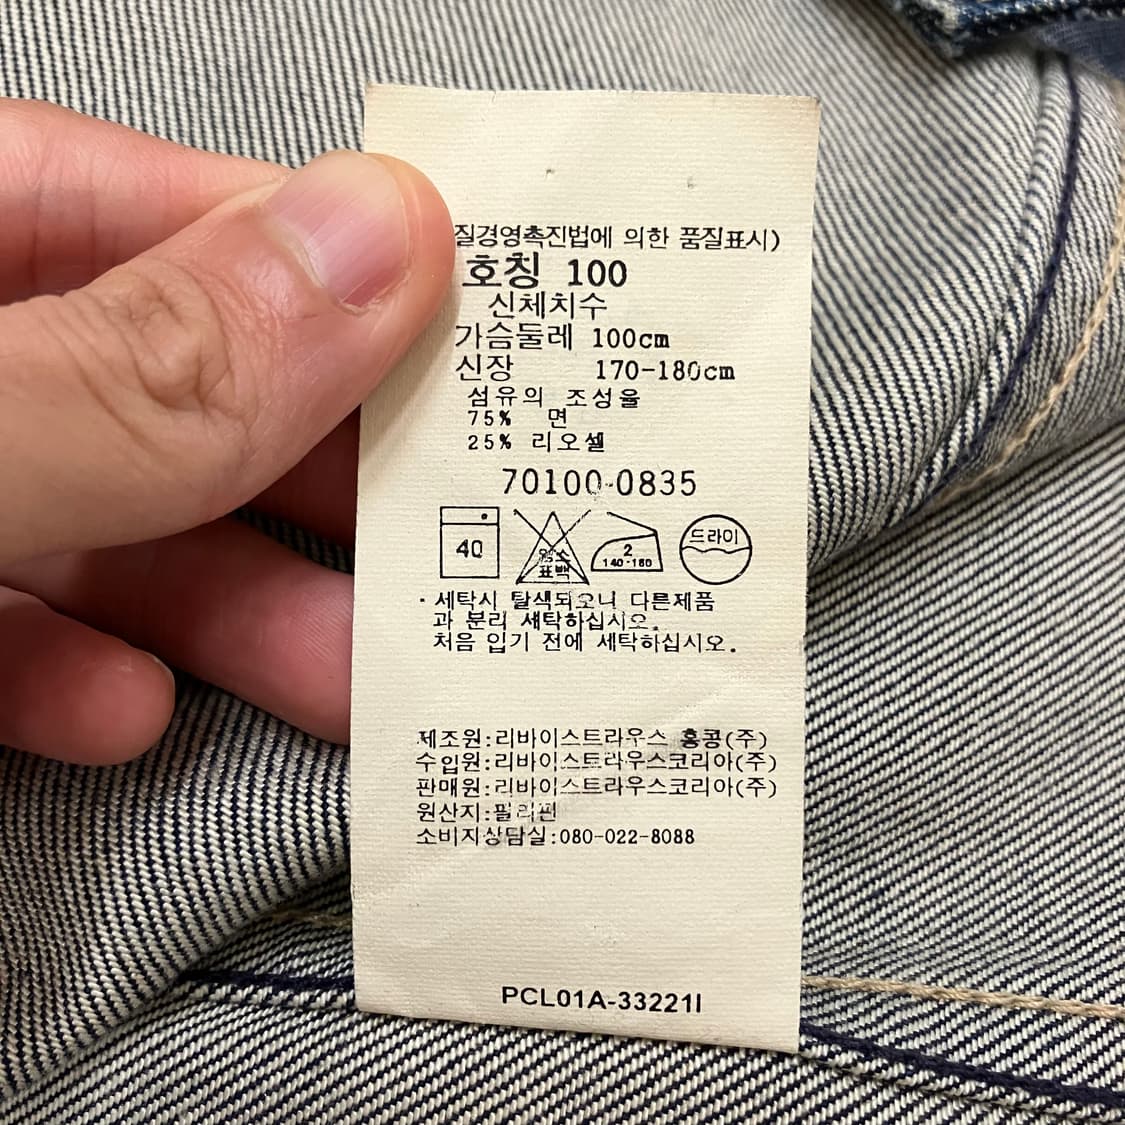 질경영촉진법에 의한 품질표시)
호칭 100
신체치수
가슴둘레 100cm
신장 170-180cm
섬유의 조성율
75% 면
25% 리오셀
70100-0835
40
염소
표백
2
140-160
드라이
· 세탁시 탈색되오니 다른제품
과 분리 세탁하십시오.
처음 입기 전에 세탁하십시오.
제조원:리바이스트라우스 홍콩(주)
수입원:리바이스트라우스코리아(주)
판매원:리바이스트라우스코리아(주)
원산지:필리핀
소비자상담실:080-022-8088
PCL01A-33221I